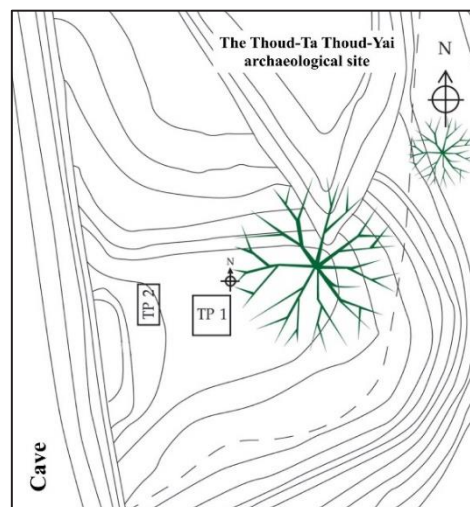 The Thoud-Ta Thoud-Yai
archaeological site
N
N
TP 2
TP 1
Cave